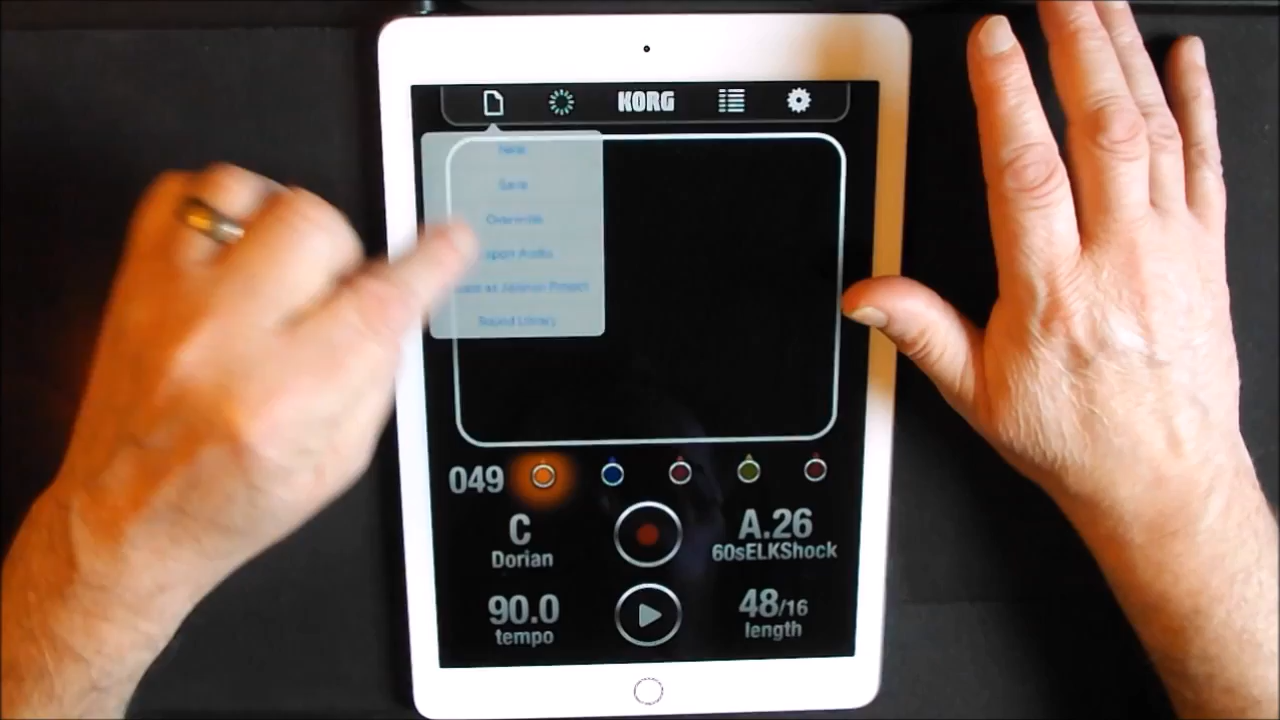 KORG
New
Save
Overwrite
Export Audio
Sound Library
049
C
Dorian
A.26
60sELKShock
90.0
tempo
48/16
length